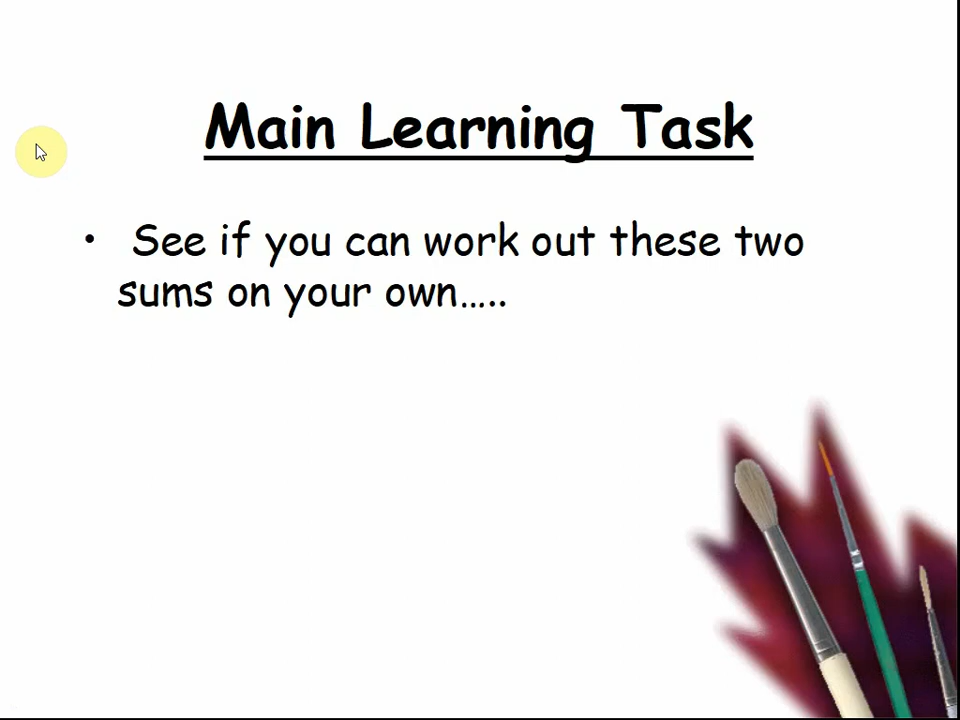 Main Learning Task
• See if you can work out these two
sums on your own…..